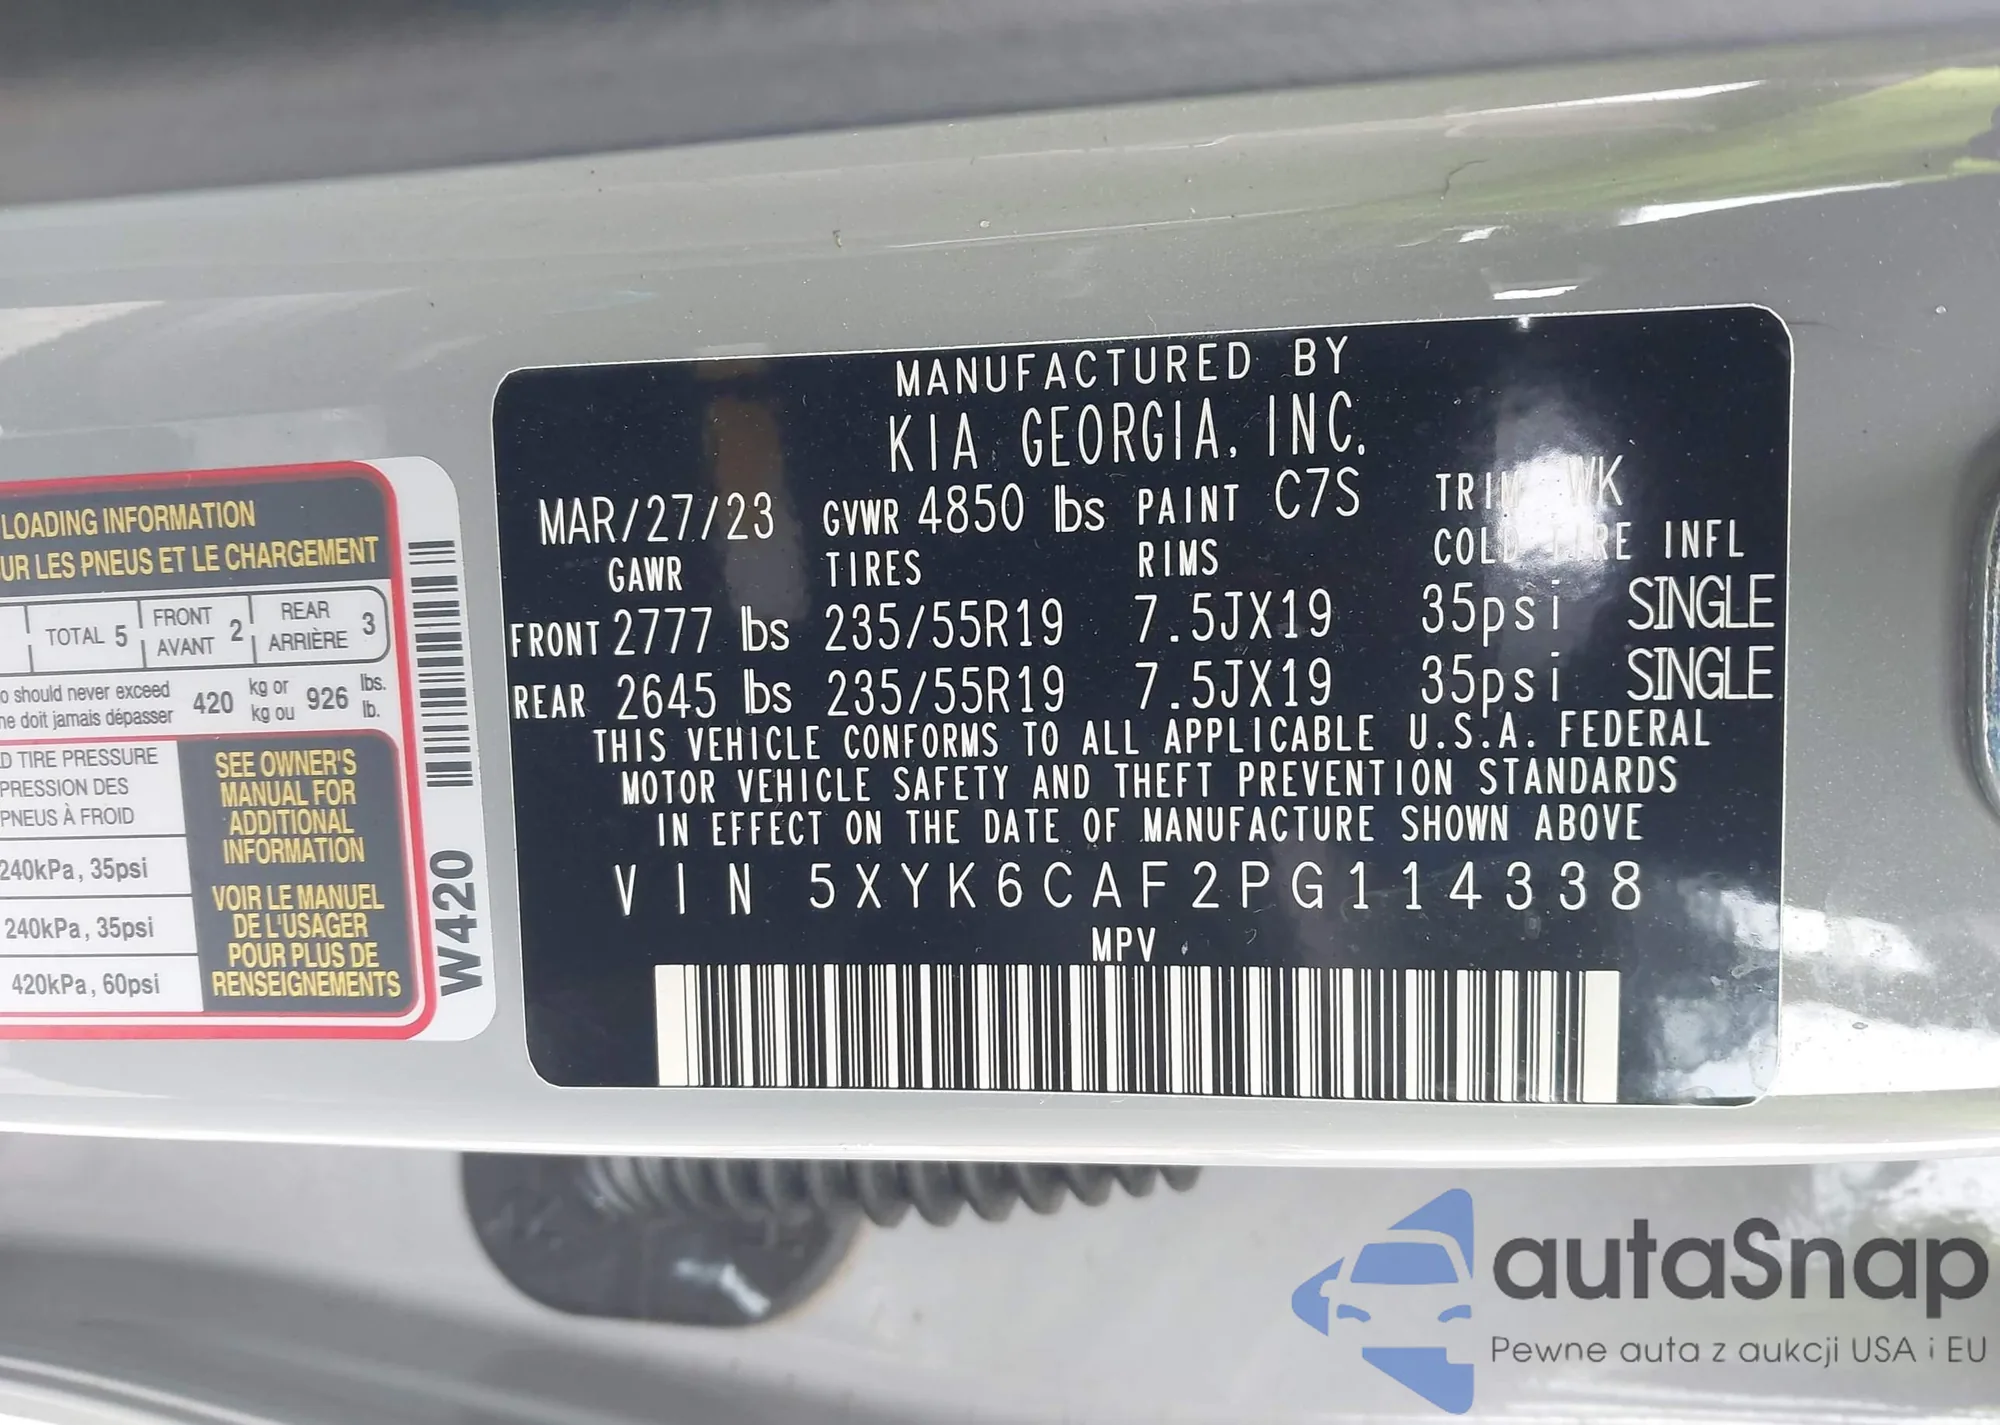 LOADING INFORMATION
UR LES PNEUS ET LE CHARGEMENT
TOTAL 5 FRONT AVANT 2 REAR ARRIÈRE 3
o should never exceed 420 kg or 926 lbs.
ne doit jamais dépasser kg ou lb.
D TIRE PRESSURE
PRESSION DES
PNEUS À FROID
240kPa, 35psi
240kPa, 35psi
420kPa, 60psi
SEE OWNER'S
MANUAL FOR
ADDITIONAL
INFORMATION
VOIR LE MANUEL
DE L'USAGER
POUR PLUS DE
RENSEIGNEMENTS
W420
MANUFACTURED BY
KIA GEORGIA, INC.
MAR/27/23 GVWR 4850 lbs PAINT C7S TRIM WK
GAWR TIRES RIMS COLD TIRE INFL
FRONT 2777 lbs 235/55R19 7.5JX19 35psi SINGLE
REAR 2645 lbs 235/55R19 7.5JX19 35psi SINGLE
THIS VEHICLE CONFORMS TO ALL APPLICABLE U.S.A. FEDERAL
MOTOR VEHICLE SAFETY AND THEFT PREVENTION STANDARDS
IN EFFECT ON THE DATE OF MANUFACTURE SHOWN ABOVE
VIN 5XYK6CAF2PG114338
MPV
autaSnap
Pewne auta z aukcji USA i EU